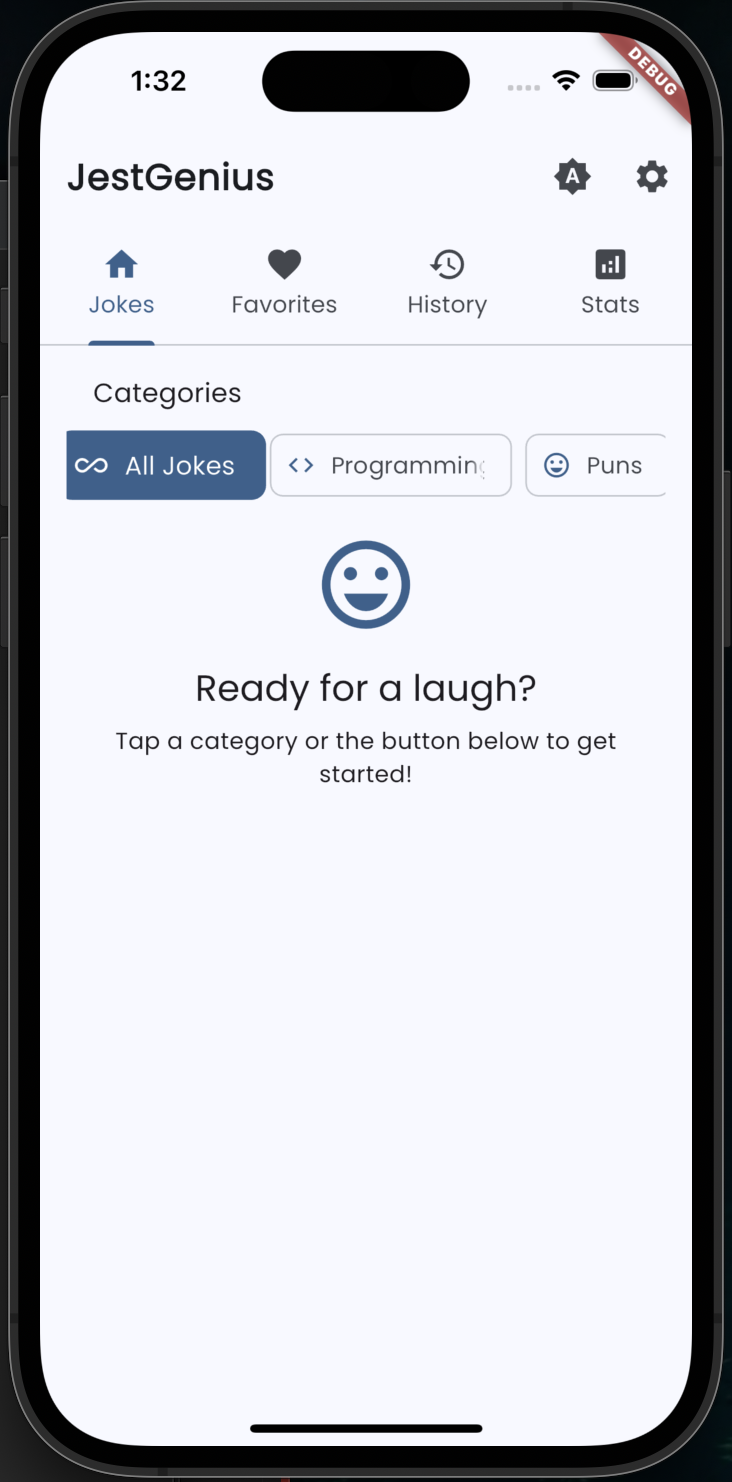 1:32
DEBUG
JestGenius
A
Jokes
Favorites
History
Stats
Categories
All Jokes
Programming
Puns
Ready for a laugh?
Tap a category or the button below to get
started!